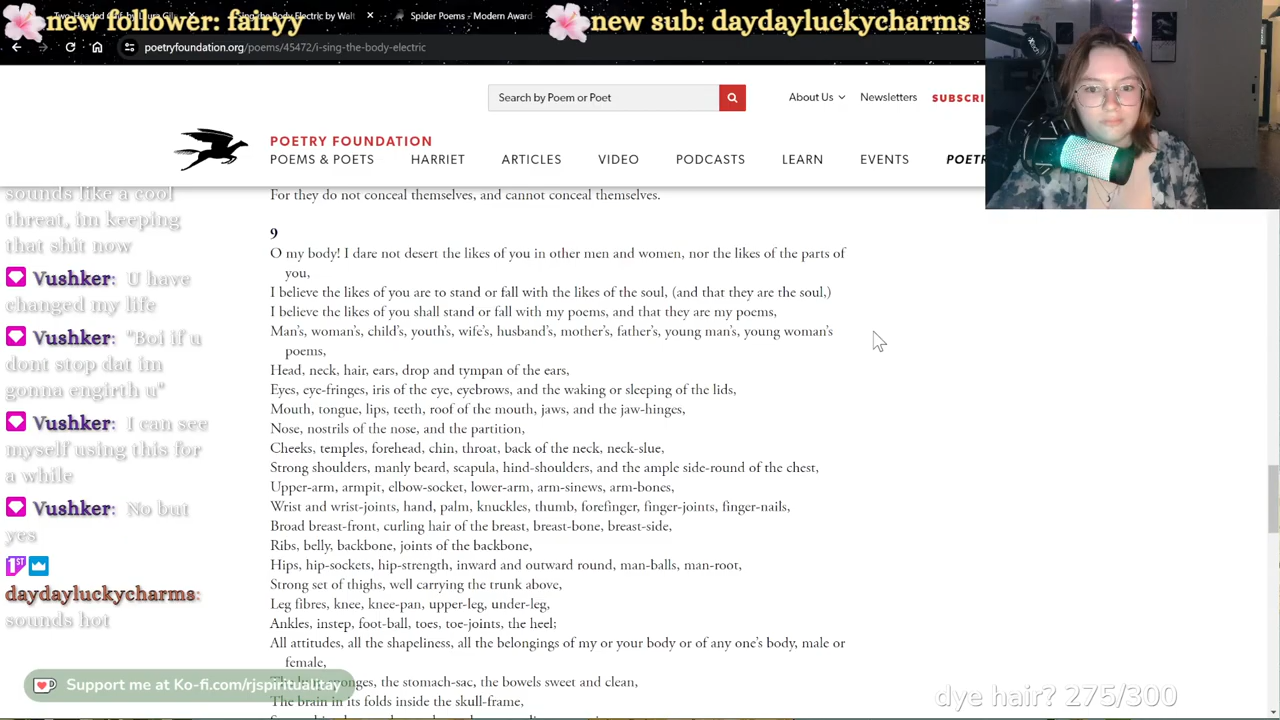 new follower: fairyy
new sub: daydayluckycharms
Spider Poems - Modern Award
poetryfoundation.org/poems/45472/i-sing-the-body-electric
Search by Poem or Poet
About Us
Newsletters
SUBSCRI
POETRY FOUNDATION
POEMS & POETS
HARRIET
ARTICLES
VIDEO
PODCASTS
LEARN
EVENTS
POETR
sounds like a cool
threat, im keeping
that shit now
Vushker: U have
changed my life
Vushker: "Boi if u
dont stop dat im
gonna engirth u"
Vushker: I can see
myself using this for
a while
Vushker: No but
yes
1ST
daydayluckycharms:
sounds hot
For they do not conceal themselves, and cannot conceal themselves.
9
O my body! I dare not desert the likes of you in other men and women, nor the likes of the parts of
you,
I believe the likes of you are to stand or fall with the likes of the soul, (and that they are the soul,)
I believe the likes of you shall stand or fall with my poems, and that they are my poems,
Man's, woman's, child's, youth's, wife's, husband's, mother's, father's, young man's, young woman's
poems,
Head, neck, hair, ears, drop and tympan of the ears,
Eyes, eye-fringes, iris of the eye, eyebrows, and the waking or sleeping of the lids,
Mouth, tongue, lips, teeth, roof of the mouth, jaws, and the jaw-hinges,
Nose, nostrils of the nose, and the partition,
Cheeks, temples, forehead, chin, throat, back of the neck, neck-slue,
Strong shoulders, manly beard, scapula, hind-shoulders, and the ample side-round of the chest,
Upper-arm, armpit, elbow-socket, lower-arm, arm-sinews, arm-bones,
Wrist and wrist-joints, hand, palm, knuckles, thumb, forefinger, finger-joints, finger-nails,
Broad breast-front, curling hair of the breast, breast-bone, breast-side,
Ribs, belly, backbone, joints of the backbone,
Hips, hip-sockets, hip-strength, inward and outward round, man-balls, man-root,
Strong set of thighs, well carrying the trunk above,
Leg fibres, knee, knee-pan, upper-leg, under-leg,
Ankles, instep, foot-ball, toes, toe-joints, the heel;
All attitudes, all the shapeliness, all the belongings of my or your body or of any one's body, male or
female,
the stomach-sac, the bowels sweet and clean,
The brain in its folds inside the skull-frame,
Support me at Ko-fi.com/rjspiritualitay
dye hair? 275/300